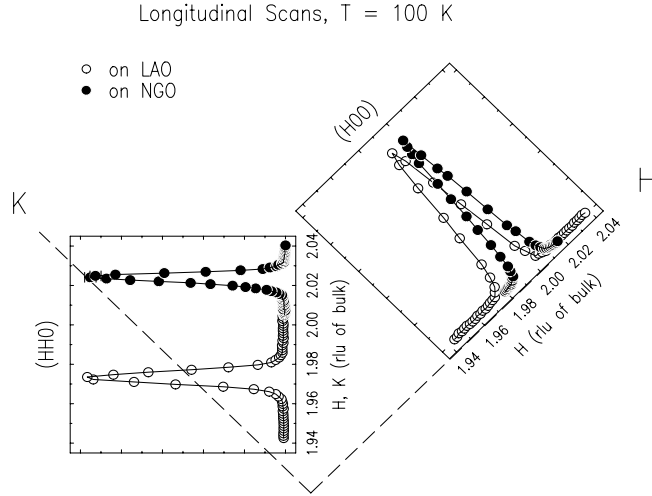 Longitudinal Scans, T = 100 K
on LAO
on NGO
(H00)
K
H
(HH0)
2.04
2.02
2.00
1.98
1.96
1.94
H, K (rlu of bulk)
2.04
2.02
2.00
1.98
1.96
1.94
H (rlu of bulk)